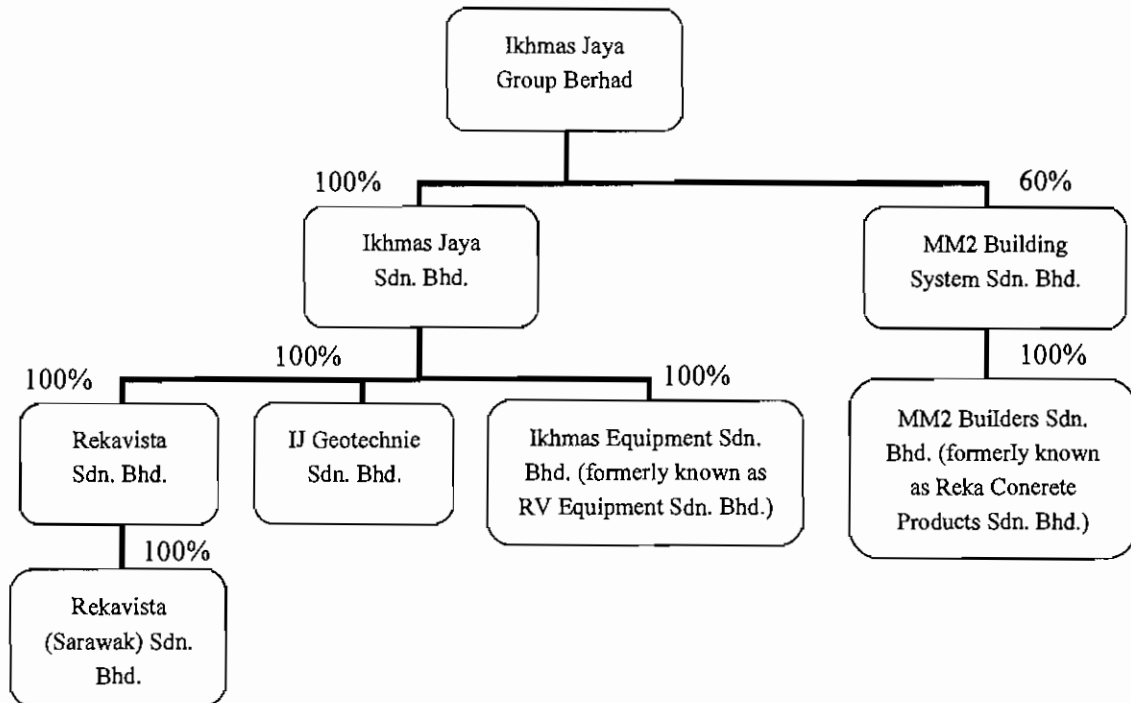 Ikhmas Jaya
Group Berhad
100%
60%
Ikhmas Jaya
Sdn. Bhd.
MM2 Building
System Sdn. Bhd.
100%
100%
100%
100%
Rekavista
Sdn. Bhd.
IJ Geotechnie
Sdn. Bhd.
Ikhmas Equipment Sdn.
Bhd. (formerly known as
RV Equipment Sdn. Bhd.)
MM2 Builders Sdn.
Bhd. (formerly known
as Reka Conerete
Products Sdn. Bhd.)
100%
Rekavista
(Sarawak) Sdn.
Bhd.